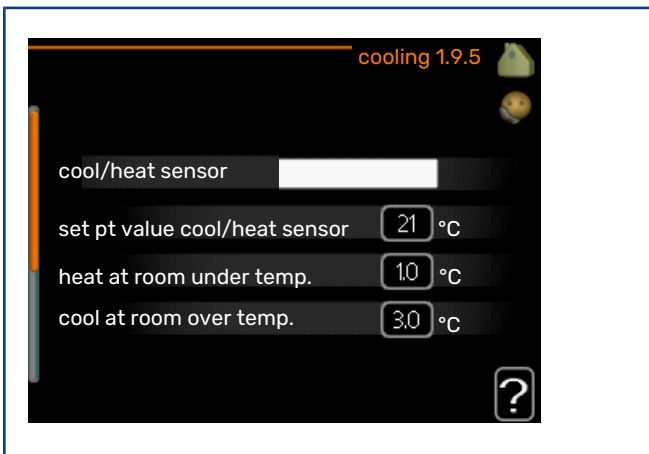 cooling 1.9.5
cool/heat sensor
set pt value cool/heat sensor 21 °C
heat at room under temp. 1.0 °C
cool at room over temp. 3.0 °C
?